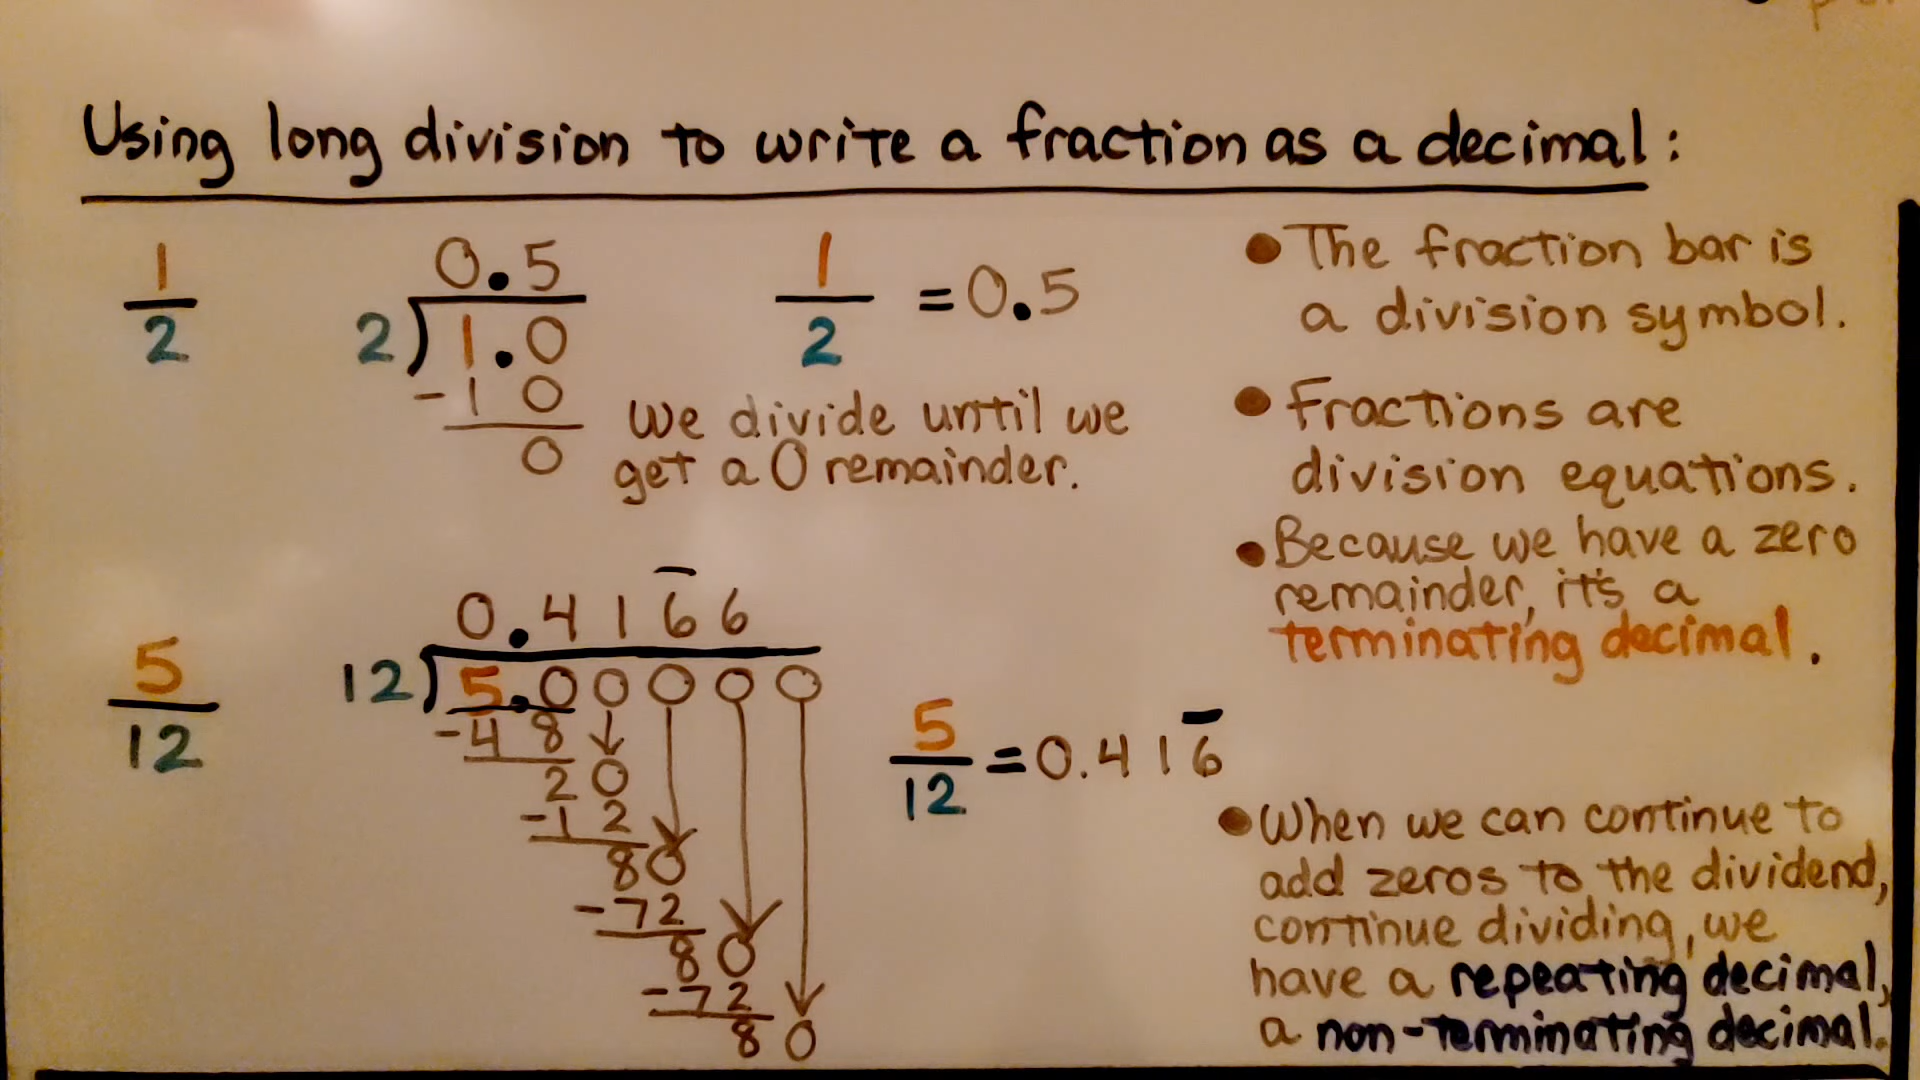 Using long division to write a fraction as a decimal:
1
2
0.5
2)1.0
-10
0
1
2
=0.5
We divide until we
get a 0 remainder.
• The fraction bar is
a division symbol.
• Fractions are
division equations.
• Because we have a zero
remainder, it's a
terminating decimal.
5
12
0.416̅6
12)5.00000
-48
20
-12
80
-72
80
-72
80
5
12
=0.416̅
• When we can continue to
add zeros to the dividend,
continue dividing, we
have a repeating decimal,
a non-terminating decimal.